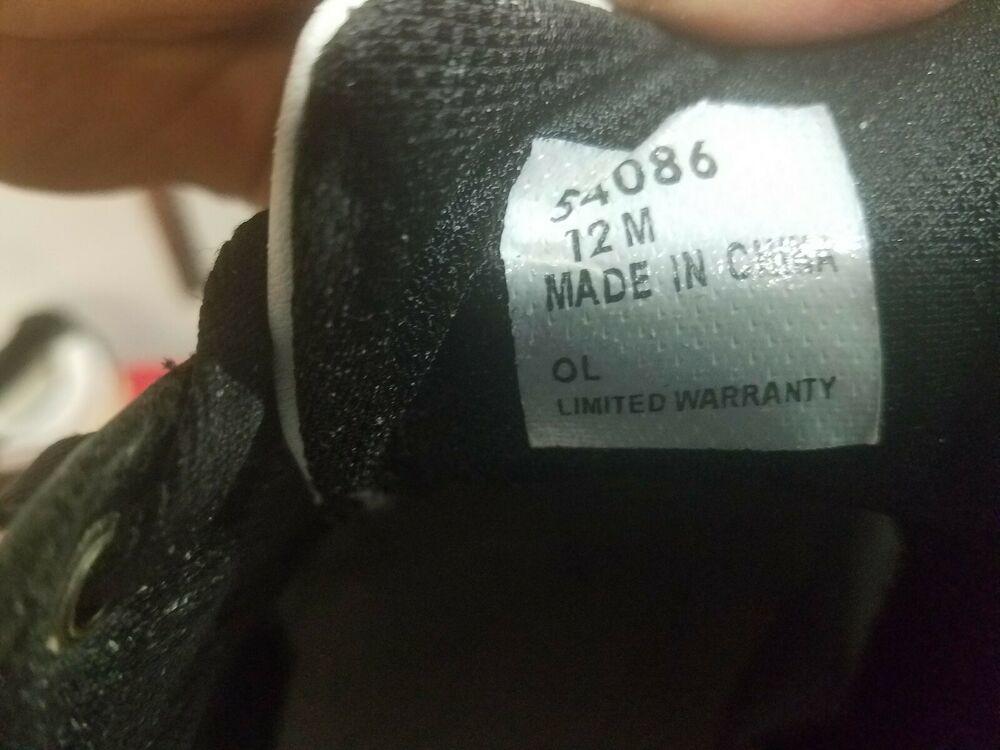 54086
12 M
MADE IN CHINA
OL
LIMITED WARRANTY